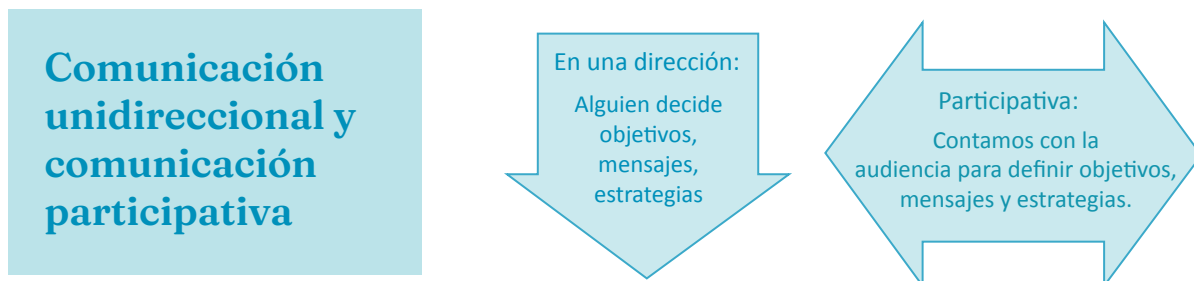 Comunicación
unidireccional y
comunicación
participativa
En una dirección:
Alguien decide
objetivos,
mensajes,
estrategias
Participativa:
Contamos con la
audiencia para definir objetivos,
mensajes y estrategias.